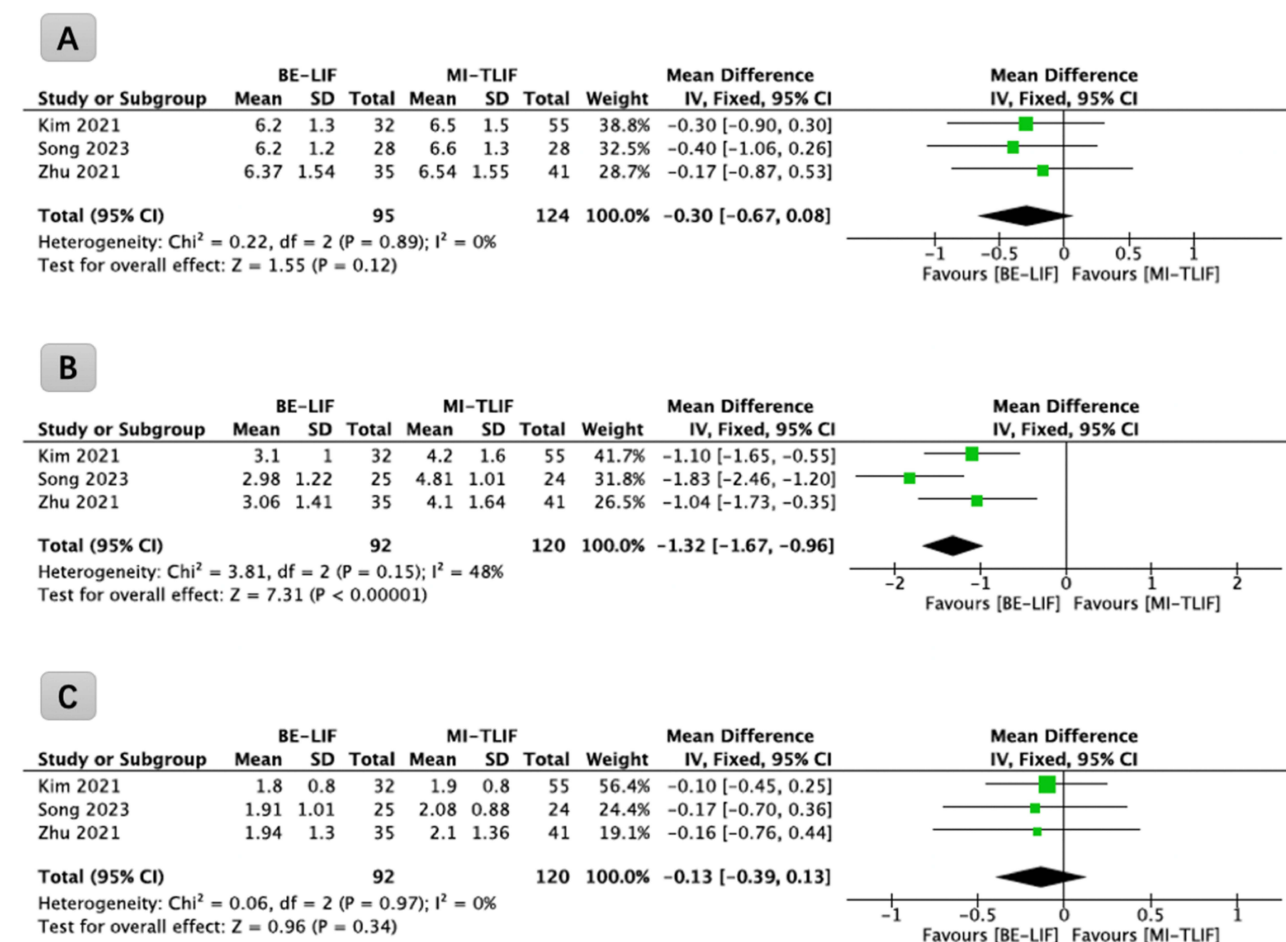 A
BE−LIF MI−TLIF Mean Difference Mean Difference
Study or Subgroup Mean SD Total Mean SD Total Weight IV, Fixed, 95% CI IV, Fixed, 95% CI
Kim 2021 6.2 1.3 32 6.5 1.5 55 38.8% −0.30 [−0.90, 0.30]
Song 2023 6.2 1.2 28 6.6 1.3 28 32.5% −0.40 [−1.06, 0.26]
Zhu 2021 6.37 1.54 35 6.54 1.55 41 28.7% −0.17 [−0.87, 0.53]
Total (95% CI) 95 124 100.0% −0.30 [−0.67, 0.08]
Heterogeneity: Chi² = 0.22, df = 2 (P = 0.89); I² = 0%
Test for overall effect: Z = 1.55 (P = 0.12)
−1 −0.5 0 0.5 1
Favours [BE−LIF] Favours [MI−TLIF]
B
BE−LIF MI−TLIF Mean Difference Mean Difference
Study or Subgroup Mean SD Total Mean SD Total Weight IV, Fixed, 95% CI IV, Fixed, 95% CI
Kim 2021 3.1 1 32 4.2 1.6 55 41.7% −1.10 [−1.65, −0.55]
Song 2023 2.98 1.22 25 4.81 1.01 24 31.8% −1.83 [−2.46, −1.20]
Zhu 2021 3.06 1.41 35 4.1 1.64 41 26.5% −1.04 [−1.73, −0.35]
Total (95% CI) 92 120 100.0% −1.32 [−1.67, −0.96]
Heterogeneity: Chi² = 3.81, df = 2 (P = 0.15); I² = 48%
Test for overall effect: Z = 7.31 (P < 0.00001)
−2 −1 0 1 2
Favours [BE−LIF] Favours [MI−TLIF]
C
BE−LIF MI−TLIF Mean Difference Mean Difference
Study or Subgroup Mean SD Total Mean SD Total Weight IV, Fixed, 95% CI IV, Fixed, 95% CI
Kim 2021 1.8 0.8 32 1.9 0.8 55 56.4% −0.10 [−0.45, 0.25]
Song 2023 1.91 1.01 25 2.08 0.88 24 24.4% −0.17 [−0.70, 0.36]
Zhu 2021 1.94 1.3 35 2.1 1.36 41 19.1% −0.16 [−0.76, 0.44]
Total (95% CI) 92 120 100.0% −0.13 [−0.39, 0.13]
Heterogeneity: Chi² = 0.06, df = 2 (P = 0.97); I² = 0%
Test for overall effect: Z = 0.96 (P = 0.34)
−1 −0.5 0 0.5 1
Favours [BE−LIF] Favours [MI−TLIF]